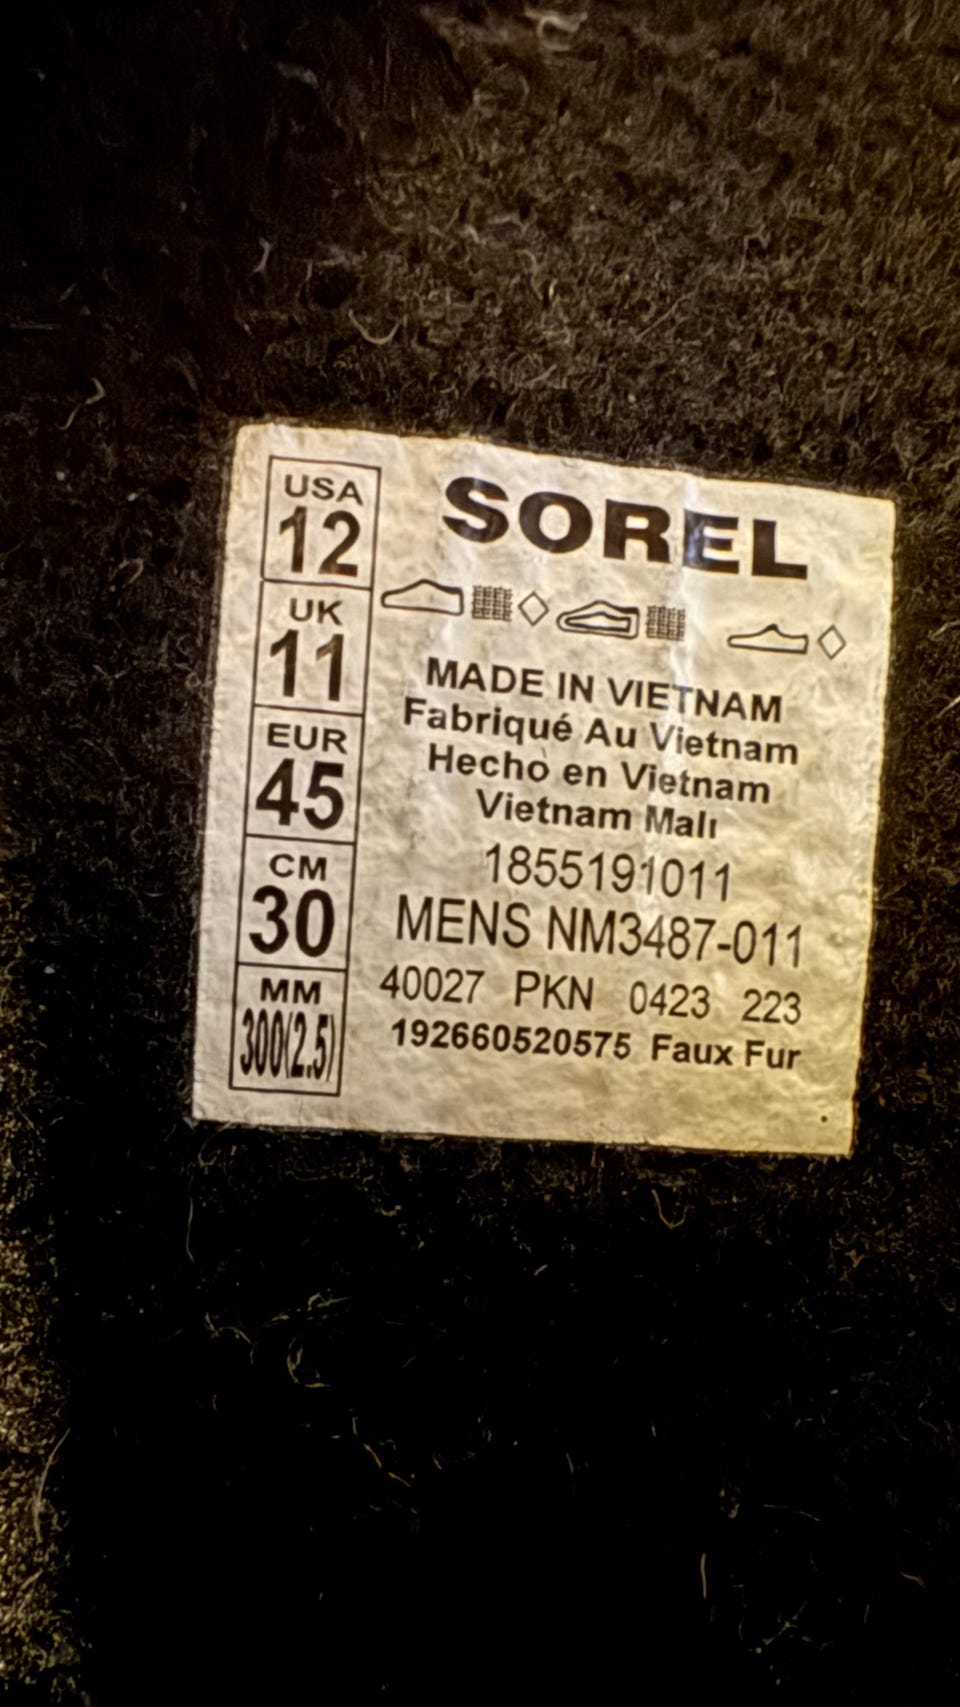 USA
12
UK
11
EUR
45
CM
30
MM
300(2.5)
SOREL
MADE IN VIETNAM
Fabriqué Au Vietnam
Hecho en Vietnam
Vietnam Malı
1855191011
MENS NM3487-011
40027 PKN 0423 223
192660520575 Faux Fur